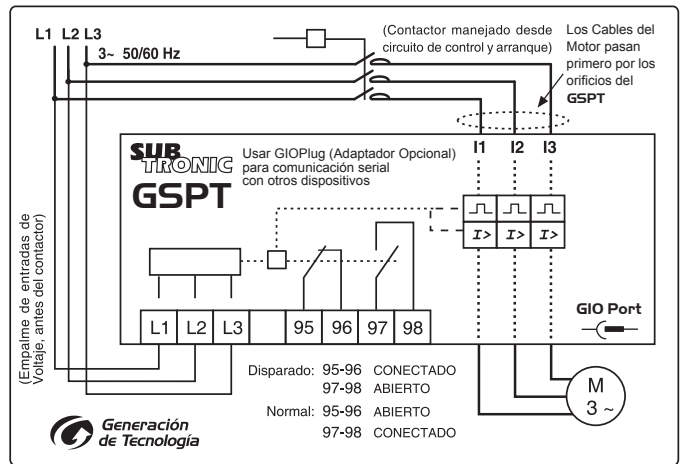 L1 L2 L3
3~ 50/60 Hz
(Contactor manejado desde
circuito de control y arranque)
Los Cables del
Motor pasan
primero por los
orificios del
GSPT
SUB
TRONIC
GSPT
Usar GIOPlug (Adaptador Opcional)
para comunicación serial
con otros dispositivos
I1 I2 I3
I> I> I>
GIO Port
(Empalme de entradas de
Voltaje, antes del contactor)
L1 L2 L3 95 96 97 98
Disparado: 95-96 CONECTADO
97-98 ABIERTO
Normal: 95-96 ABIERTO
97-98 CONECTADO
M
3 ~
Generación
de Tecnología